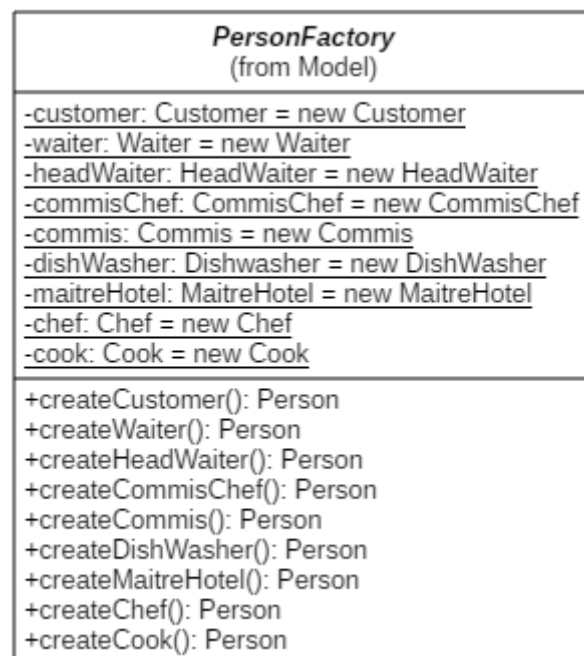 PersonFactory
(from Model)
-customer: Customer = new Customer
-waiter: Waiter = new Waiter
-headWaiter: HeadWaiter = new HeadWaiter
-commisChef: CommisChef = new CommisChef
-commis: Commis = new Commis
-dishWasher: Dishwasher = new DishWasher
-maitreHotel: MaitreHotel = new MaitreHotel
-chef: Chef = new Chef
-cook: Cook = new Cook
+createCustomer(): Person
+createWaiter(): Person
+createHeadWaiter(): Person
+createCommisChef(): Person
+createCommis(): Person
+createDishWasher(): Person
+createMaitreHotel(): Person
+createChef(): Person
+createCook(): Person